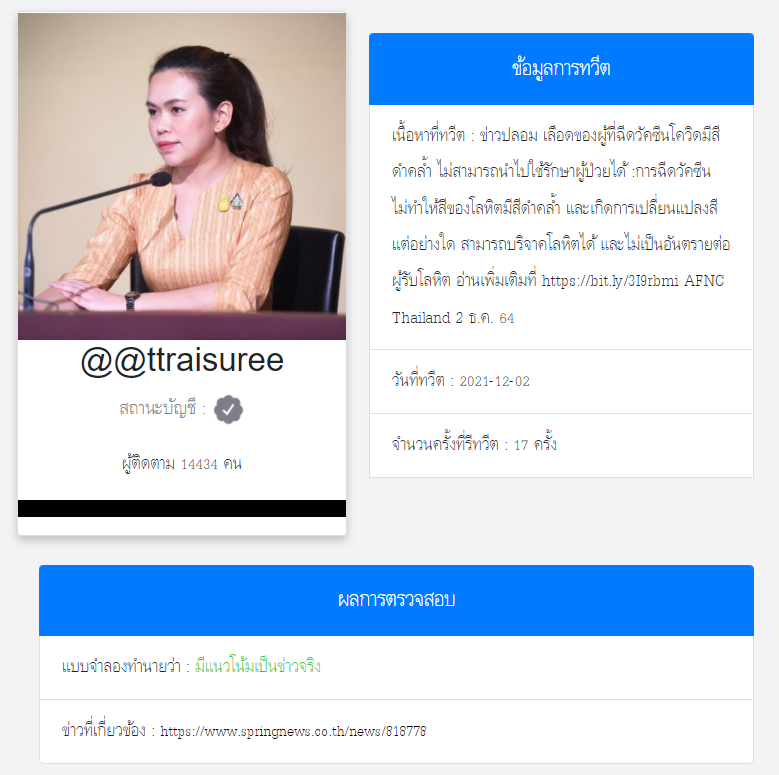 @@ttraisuree
สถานะบัญชี :
ผู้ติดตาม 14434 คน
ข้อมูลการทวีต
เนื้อหาที่ทวีต : ข่าวปลอม เลือดของผู้ที่ฉีดวัคซีนโควิดมีสี
ดำคล้ำ ไม่สามารถนำไปใช้รักษาผู้ป่วยได้ :การฉีดวัคซีน
ไม่ทำให้สีของโลหิตมีสีดำคล้ำ และเกิดการเปลี่ยนแปลงสี
แต่อย่างใด สามารถบริจาคโลหิตได้ และไม่เป็นอันตรายต่อ
ผู้รับโลหิต อ่านเพิ่มเติมที่ https://bit.ly/3I9rbmi AFNC
Thailand 2 ธ.ค. 64
วันที่ทวีต : 2021-12-02
จำนวนครั้งที่รีทวีต : 17 ครั้ง
ผลการตรวจสอบ
แบบจำลองทำนายว่า : มีแนวโน้มเป็นข่าวจริง
ข่าวที่เกี่ยวข้อง : https://www.springnews.co.th/news/818778